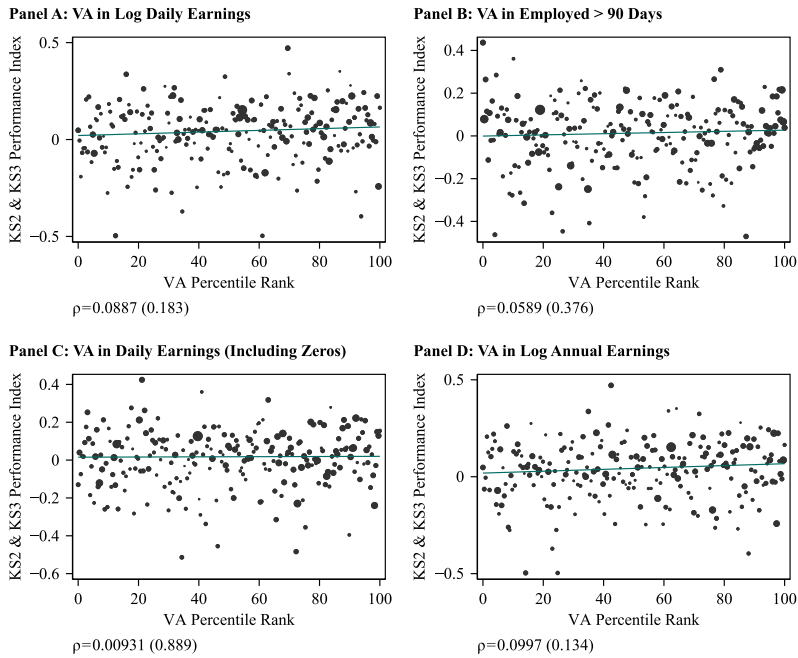 Panel A: VA in Log Daily Earnings
KS2 & KS3 Performance Index
0.5
0
−0.5
0 20 40 60 80 100
VA Percentile Rank
ρ=0.0887 (0.183)
Panel B: VA in Employed > 90 Days
KS2 & KS3 Performance Index
0.4
0.2
0
−0.2
−0.4
0 20 40 60 80 100
VA Percentile Rank
ρ=0.0589 (0.376)
Panel C: VA in Daily Earnings (Including Zeros)
KS2 & KS3 Performance Index
0.4
0.2
0
−0.2
−0.4
−0.6
0 20 40 60 80 100
VA Percentile Rank
ρ=0.00931 (0.889)
Panel D: VA in Log Annual Earnings
KS2 & KS3 Performance Index
0.5
0
−0.5
0 20 40 60 80 100
VA Percentile Rank
ρ=0.0997 (0.134)